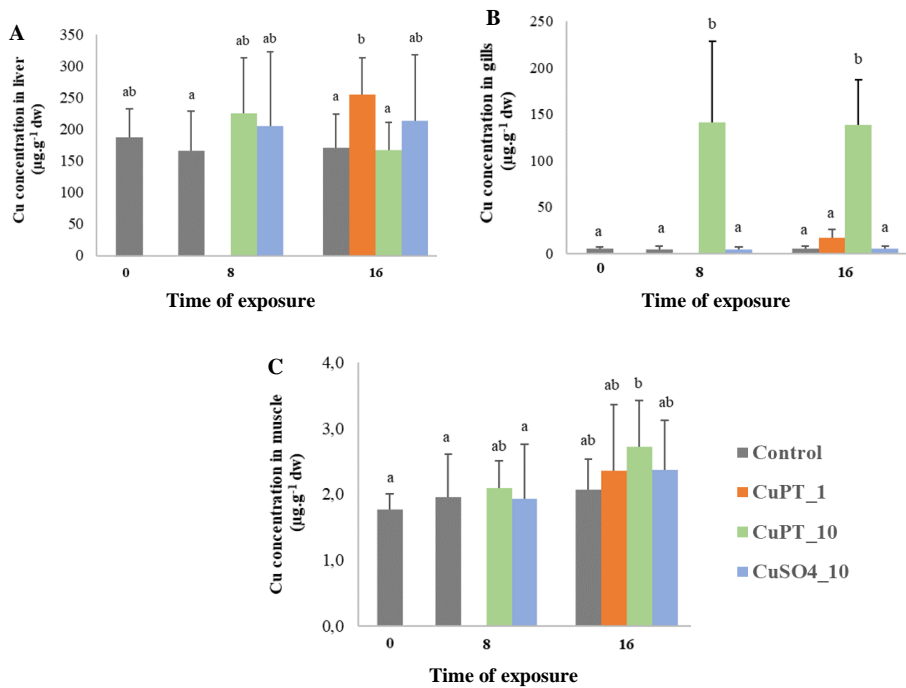 A
Cu concentration in liver
(µg.g⁻¹ dw)
350
300
250
200
150
100
50
0
ab
a
ab
ab
a
b
a
ab
0
8
16
Time of exposure
B
Cu concentration in gills
(µg.g⁻¹ dw)
250
200
150
100
50
0
a
a
b
a
a
a
b
a
0
8
16
Time of exposure
C
Cu concentration in muscle
(µg.g⁻¹ dw)
4,0
3,0
2,0
1,0
0,0
a
a
ab
a
ab
ab
b
ab
0
8
16
Time of exposure
Control
CuPT_1
CuPT_10
CuSO4_10